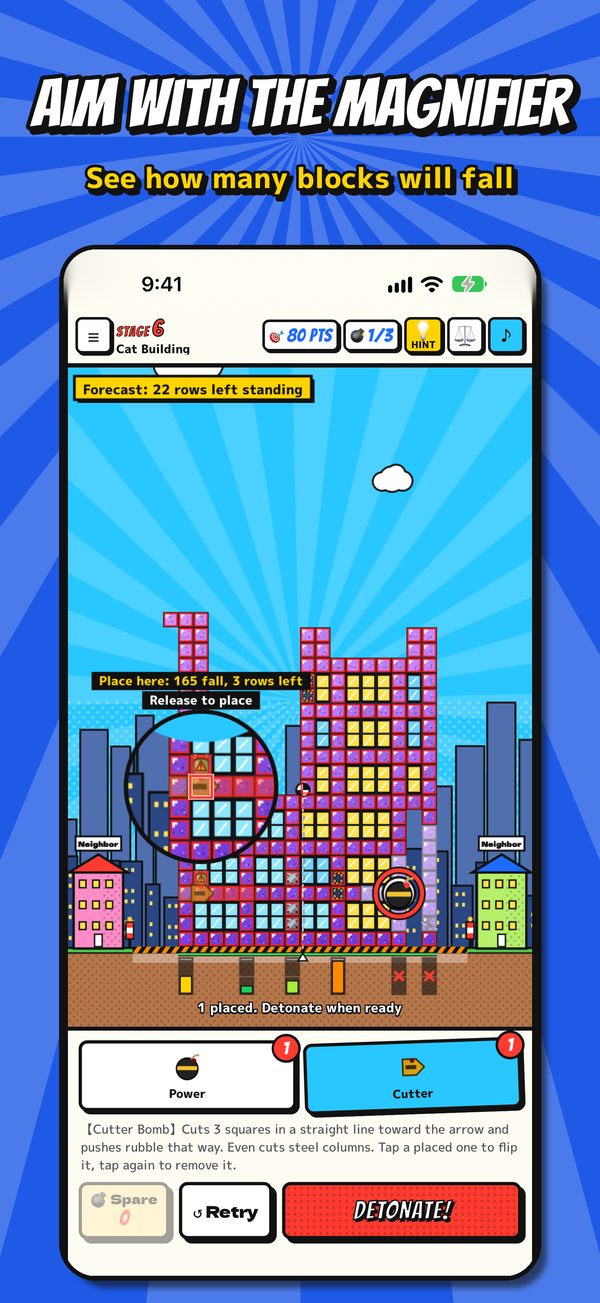 AIM WITH THE MAGNIFIER
See how many blocks will fall
9:41
STAGE 6
Cat Building
80 PTS
1/3
HINT
Forecast: 22 rows left standing
Place here: 165 fall, 3 rows left
Release to place
Neighbor
Neighbor
1 placed. Detonate when ready
1
1
Power
Cutter
【Cutter Bomb】Cuts 3 squares in a straight line toward the arrow and
pushes rubble that way. Even cuts steel columns. Tap a placed one to flip
it, tap again to remove it.
Spare
0
Retry
DETONATE!